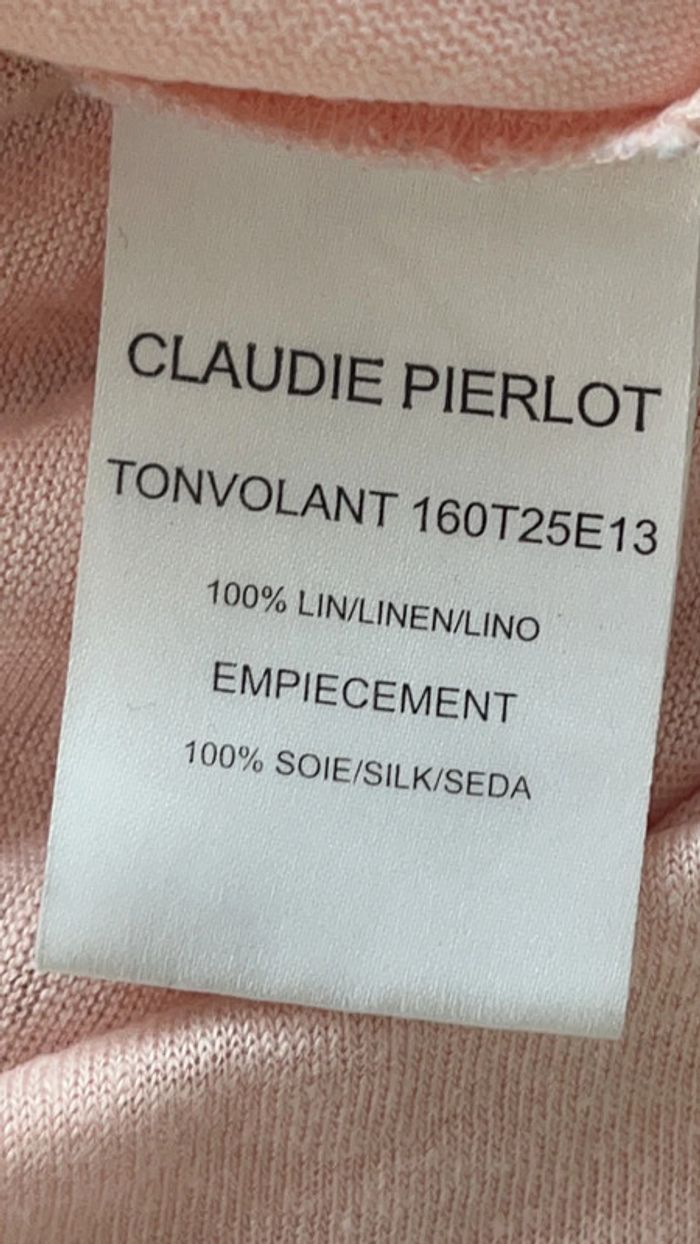 CLAUDIE PIERLOT
TONVOLANT 160T25E13
100% LIN/LINEN/LINO
EMPIECEMENT
100% SOIE/SILK/SEDA